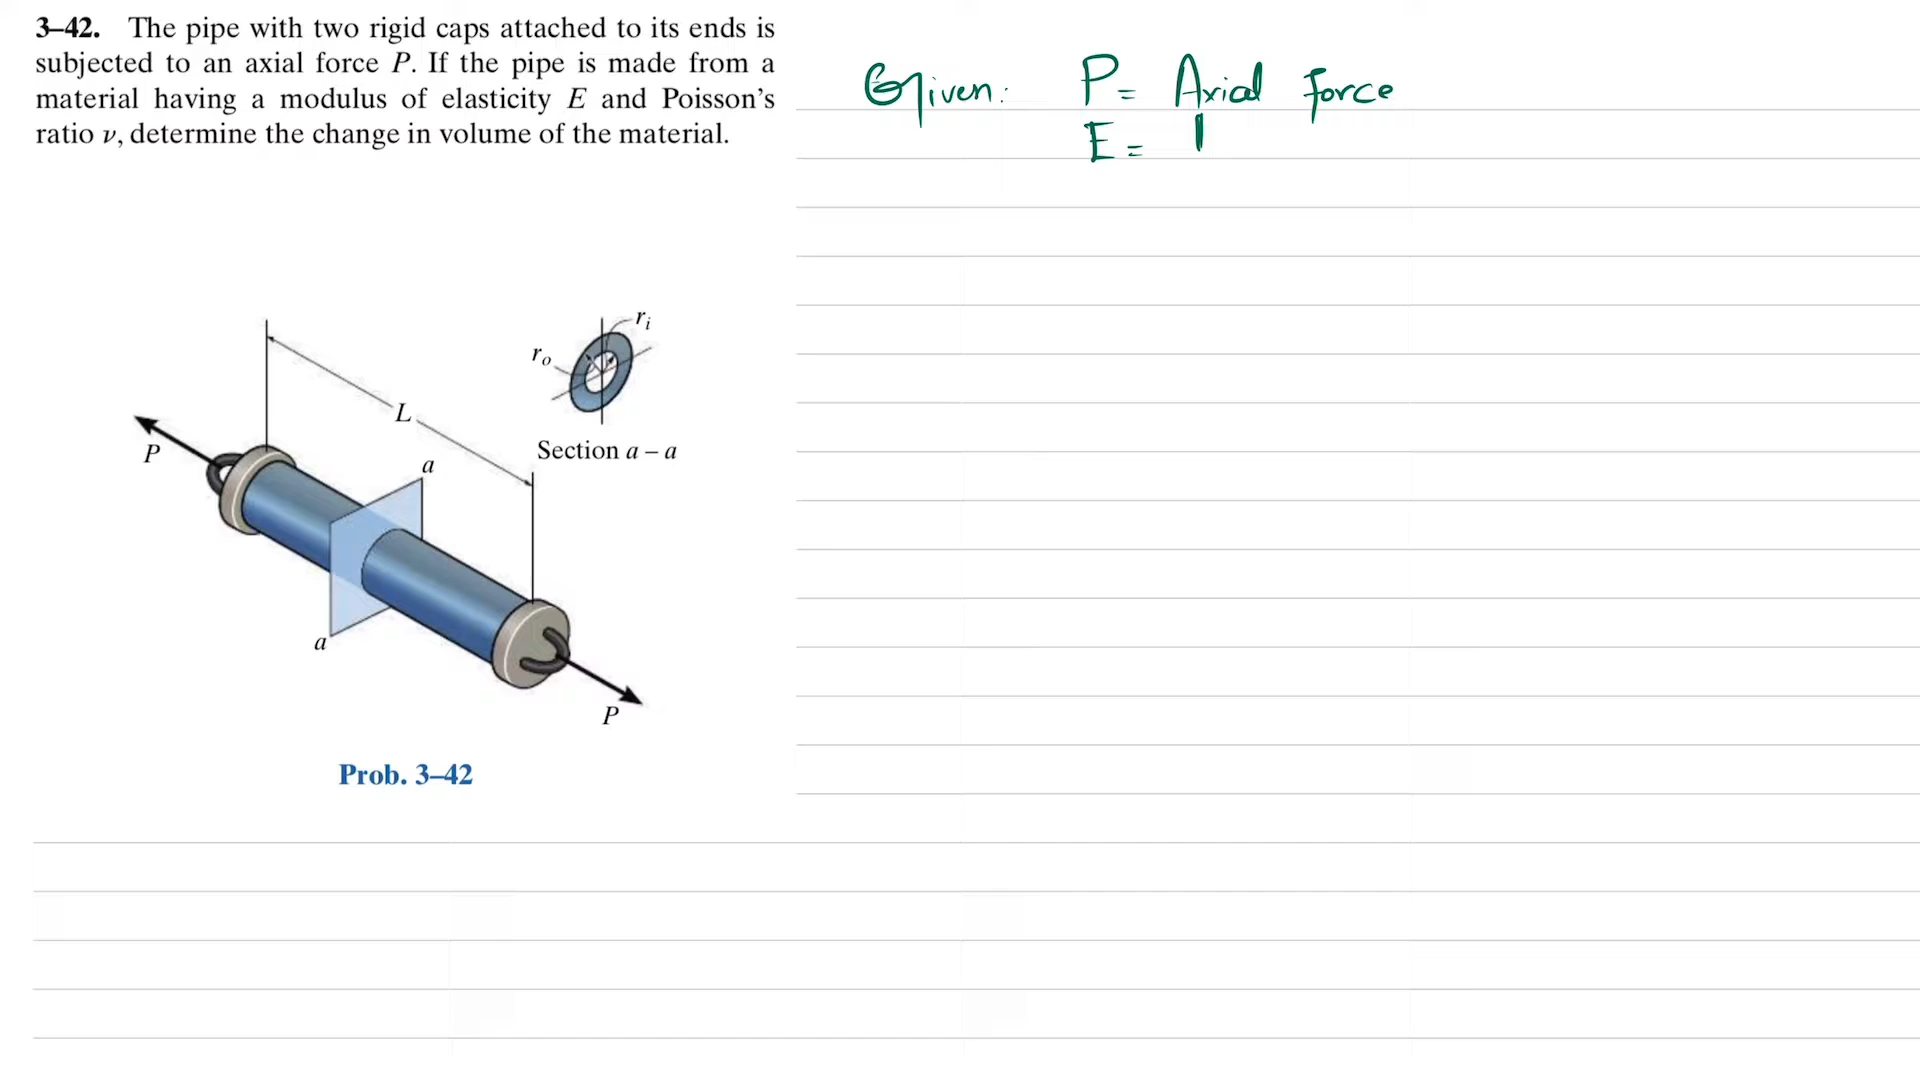 3–42. The pipe with two rigid caps attached to its ends is
subjected to an axial force P. If the pipe is made from a
material having a modulus of elasticity E and Poisson's
ratio ν, determine the change in volume of the material.
Given: P = Axial force
E =
r_i
r_o
L
Section a – a
P
a
a
P
Prob. 3–42